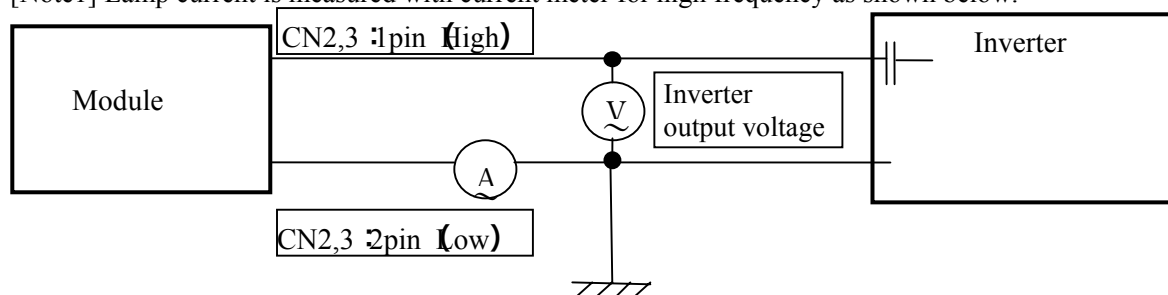 [Note1] Lamp current is measured with current meter for high frequency as shown below.
CN2,3 :1pin (High)
Inverter
Module
V
~
Inverter
output voltage
A
~
CN2,3 :2pin (Low)